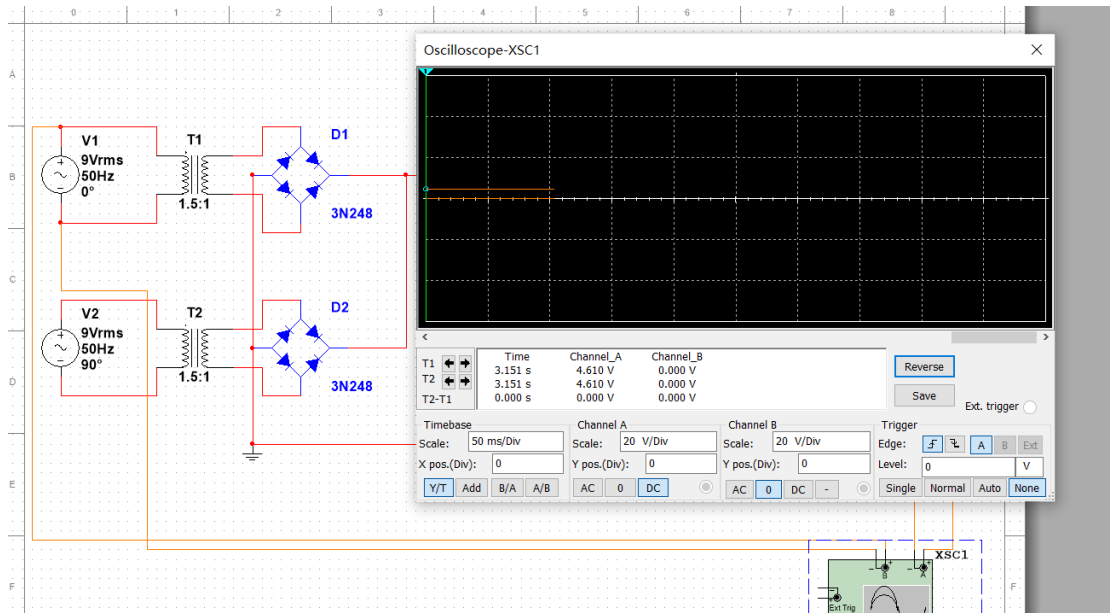 0 1 2 3 4 5 6 7 8
A
B
C
D
E
F
V1
9Vrms
50Hz
0°
T1
1.5:1
D1
3N248
V2
9Vrms
50Hz
90°
T2
1.5:1
D2
3N248
Oscilloscope-XSC1
1
Time Channel_A Channel_B
T1 3.151 s 4.610 V 0.000 V
T2 3.151 s 4.610 V 0.000 V
T2-T1 0.000 s 0.000 V 0.000 V
Reverse
Save
Ext. trigger
Timebase
Scale: 50 ms/Div
X pos.(Div): 0
Y/T Add B/A A/B
Channel A
Scale: 20 V/Div
Y pos.(Div): 0
AC 0 DC
Channel B
Scale: 20 V/Div
Y pos.(Div): 0
AC 0 DC -
Trigger
Edge: A B Ext
Level: 0 V
Single Normal Auto None
XSC1
B A
Ext Trig
F